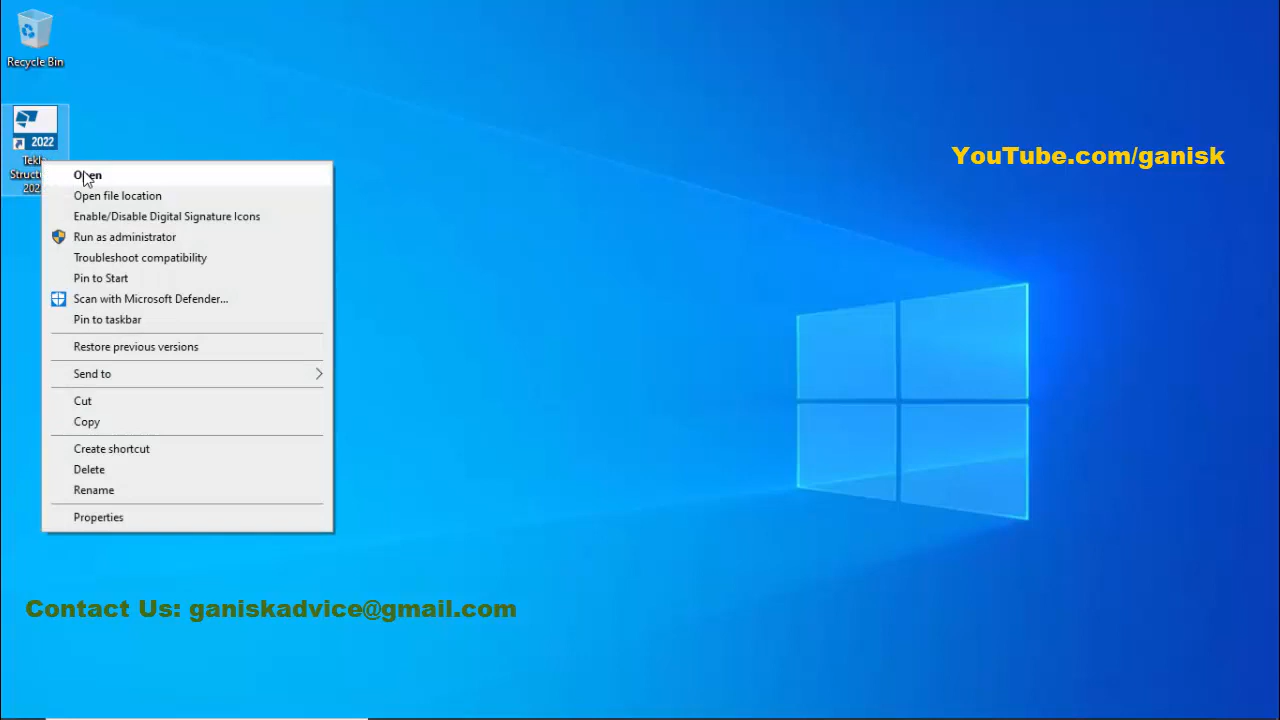 Recycle Bin
2022
Tekla
Open
Open file location
Enable/Disable Digital Signature Icons
Run as administrator
Troubleshoot compatibility
Pin to Start
Scan with Microsoft Defender...
Pin to taskbar
Restore previous versions
Send to
Cut
Copy
Create shortcut
Delete
Rename
Properties
YouTube.com/ganisk
Contact Us: ganiskadvice@gmail.com